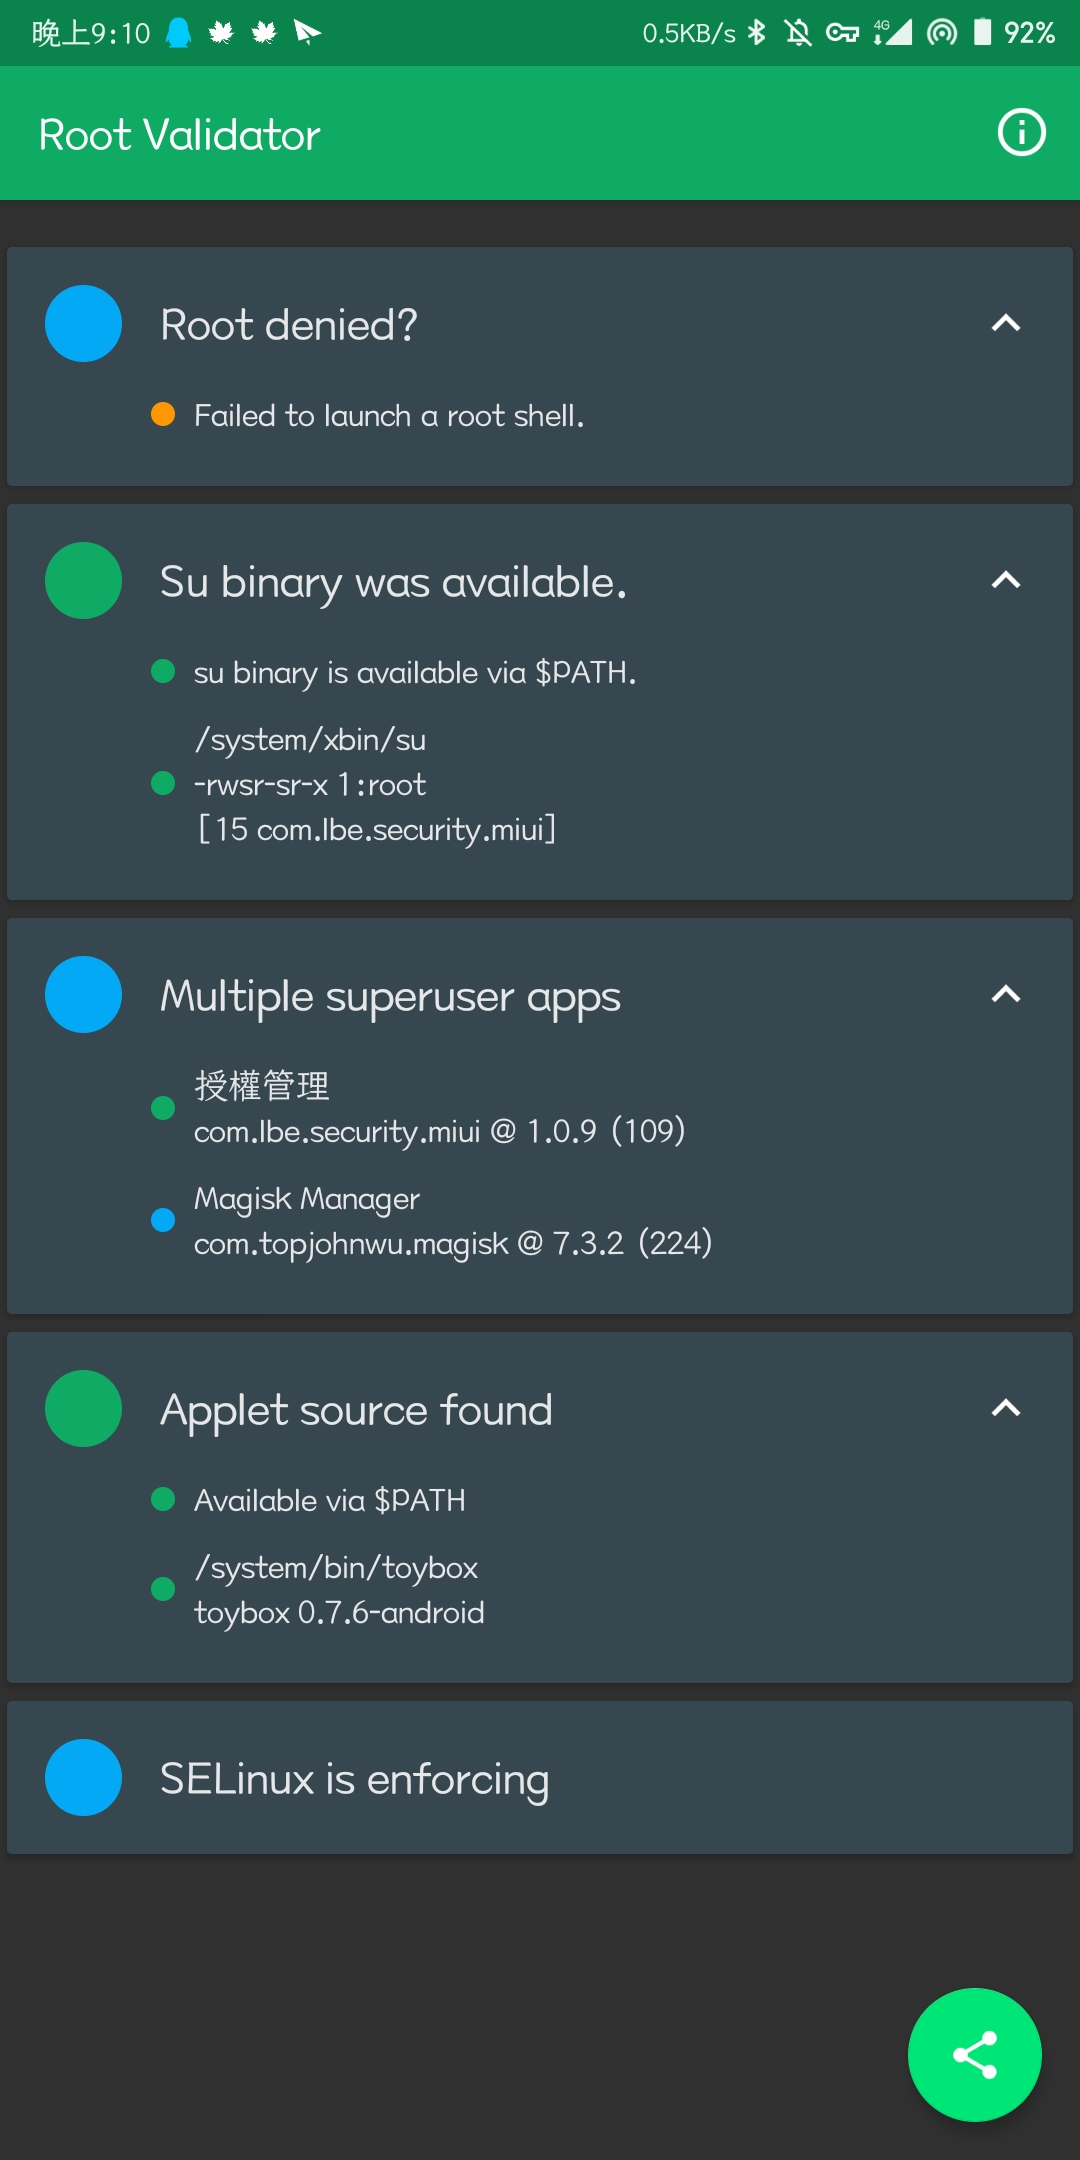 晚上9:10 0.5KB/s 4G 92%
Root Validator
Root denied?
Failed to launch a root shell.
Su binary was available.
su binary is available via $PATH.
/system/xbin/su
-rwsr-sr-x 1:root
[15 com.lbe.security.miui]
Multiple superuser apps
授權管理
com.lbe.security.miui @ 1.0.9 (109)
Magisk Manager
com.topjohnwu.magisk @ 7.3.2 (224)
Applet source found
Available via $PATH
/system/bin/toybox
toybox 0.7.6-android
SELinux is enforcing